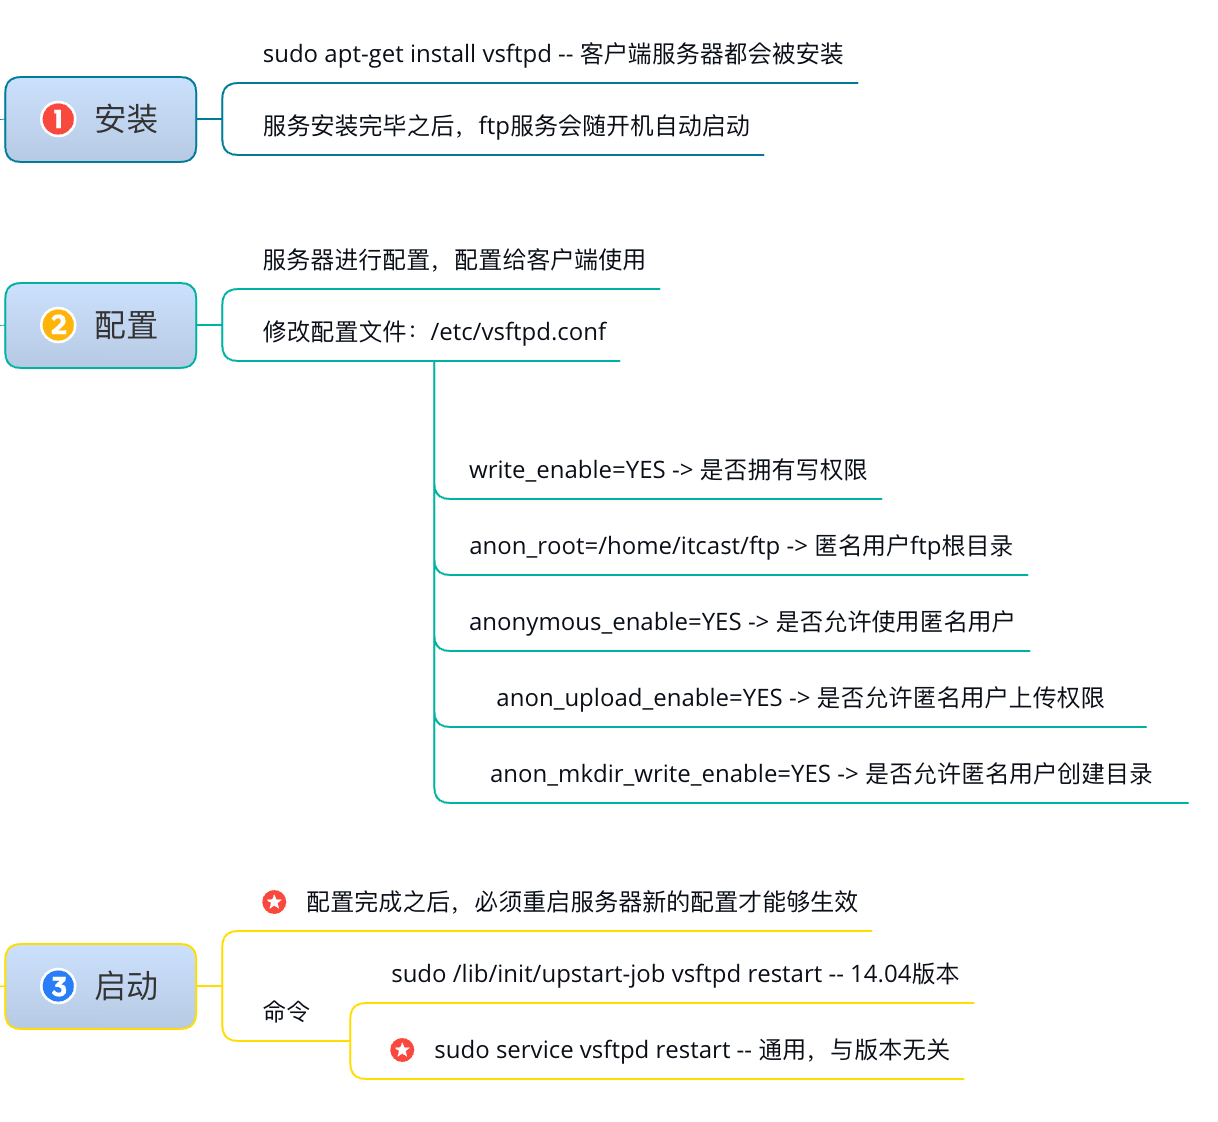 sudo apt-get install vsftpd -- 客户端服务器都会被安装
1 安装
服务安装完毕之后，ftp服务会随开机自动启动
服务器进行配置，配置给客户端使用
2 配置
修改配置文件：/etc/vsftpd.conf
write_enable=YES -> 是否拥有写权限
anon_root=/home/itcast/ftp -> 匿名用户ftp根目录
anonymous_enable=YES -> 是否允许使用匿名用户
anon_upload_enable=YES -> 是否允许匿名用户上传权限
anon_mkdir_write_enable=YES -> 是否允许匿名用户创建目录
配置完成之后，必须重启服务器新的配置才能够生效
3 启动
命令
sudo /lib/init/upstart-job vsftpd restart -- 14.04版本
sudo service vsftpd restart -- 通用，与版本无关